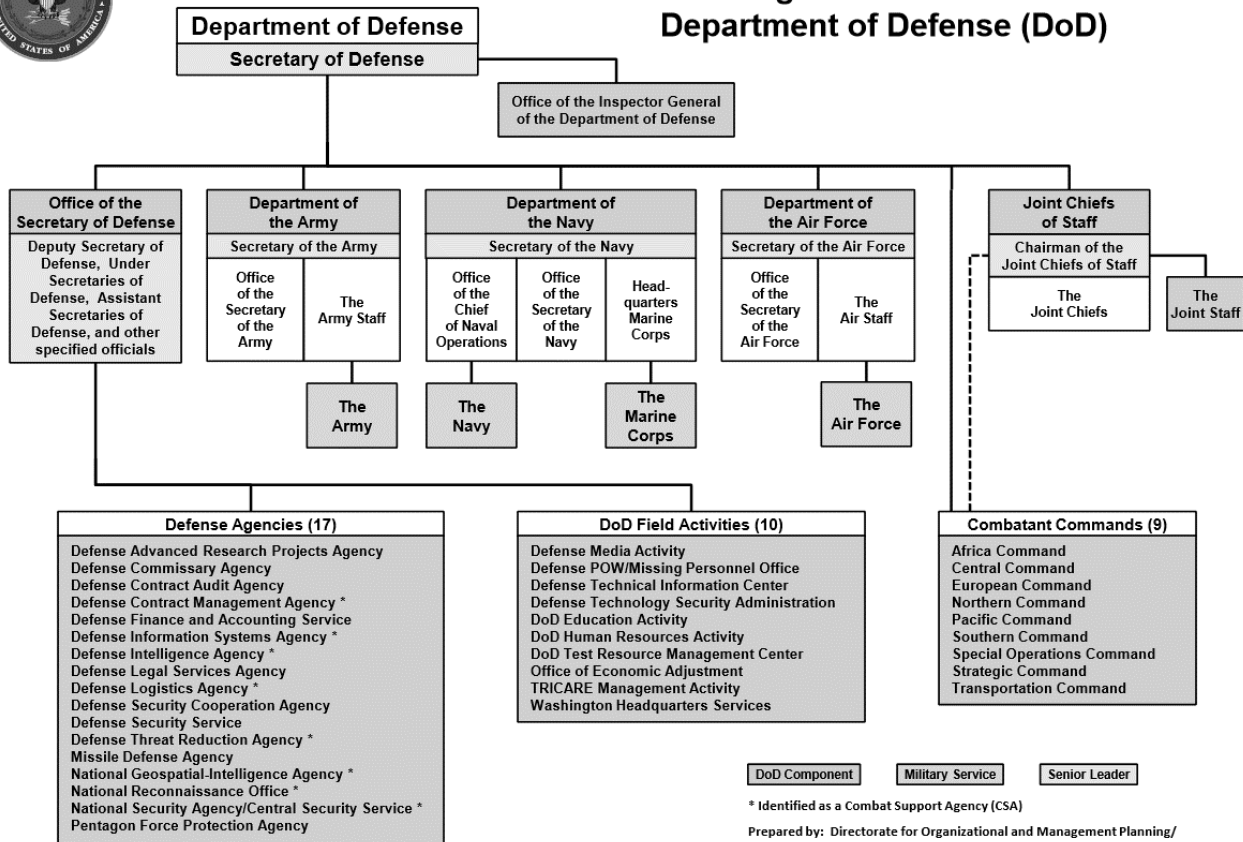 UNITED STATES OF AMERICA
Department of Defense (DoD)
Department of Defense
Secretary of Defense
Office of the Inspector General
of the Department of Defense
Office of the
Secretary of Defense
Deputy Secretary of
Defense, Under
Secretaries of
Defense, Assistant
Secretaries of
Defense, and other
specified officials
Department of
the Army
Secretary of the Army
Office
of the
Secretary
of the
Army
The
Army Staff
The
Army
Department of
the Navy
Secretary of the Navy
Office
of the
Chief
of Naval
Operations
Office
of the
Secretary
of the
Navy
Head-
quarters
Marine
Corps
The
Navy
The
Marine
Corps
Department of
the Air Force
Secretary of the Air Force
Office
of the
Secretary
of the
Air Force
The
Air Staff
The
Air Force
Joint Chiefs
of Staff
Chairman of the
Joint Chiefs of Staff
The
Joint Chiefs
The
Joint Staff
Defense Agencies (17)
Defense Advanced Research Projects Agency
Defense Commissary Agency
Defense Contract Audit Agency
Defense Contract Management Agency *
Defense Finance and Accounting Service
Defense Information Systems Agency *
Defense Intelligence Agency *
Defense Legal Services Agency
Defense Logistics Agency *
Defense Security Cooperation Agency
Defense Security Service
Defense Threat Reduction Agency *
Missile Defense Agency
National Geospatial-Intelligence Agency *
National Reconnaissance Office *
National Security Agency/Central Security Service *
Pentagon Force Protection Agency
DoD Field Activities (10)
Defense Media Activity
Defense POW/Missing Personnel Office
Defense Technical Information Center
Defense Technology Security Administration
DoD Education Activity
DoD Human Resources Activity
DoD Test Resource Management Center
Office of Economic Adjustment
TRICARE Management Activity
Washington Headquarters Services
Combatant Commands (9)
Africa Command
Central Command
European Command
Northern Command
Pacific Command
Southern Command
Special Operations Command
Strategic Command
Transportation Command
DoD Component
Military Service
Senior Leader
* Identified as a Combat Support Agency (CSA)
Prepared by: Directorate for Organizational and Management Planning/